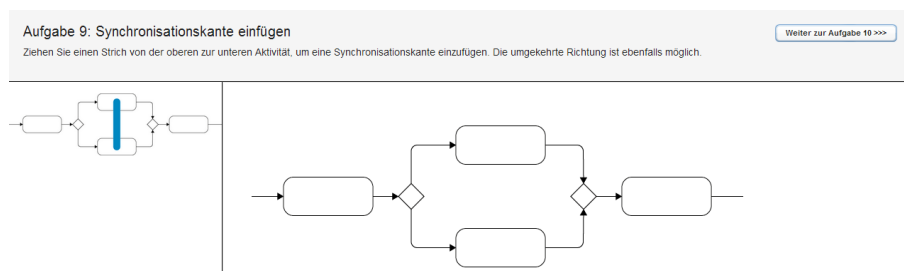 Aufgabe 9: Synchronisationskante einfügen
Weiter zur Aufgabe 10 >>>
Ziehen Sie einen Strich von der oberen zur unteren Aktivität, um eine Synchronisationskante einzufügen. Die umgekehrte Richtung ist ebenfalls möglich.